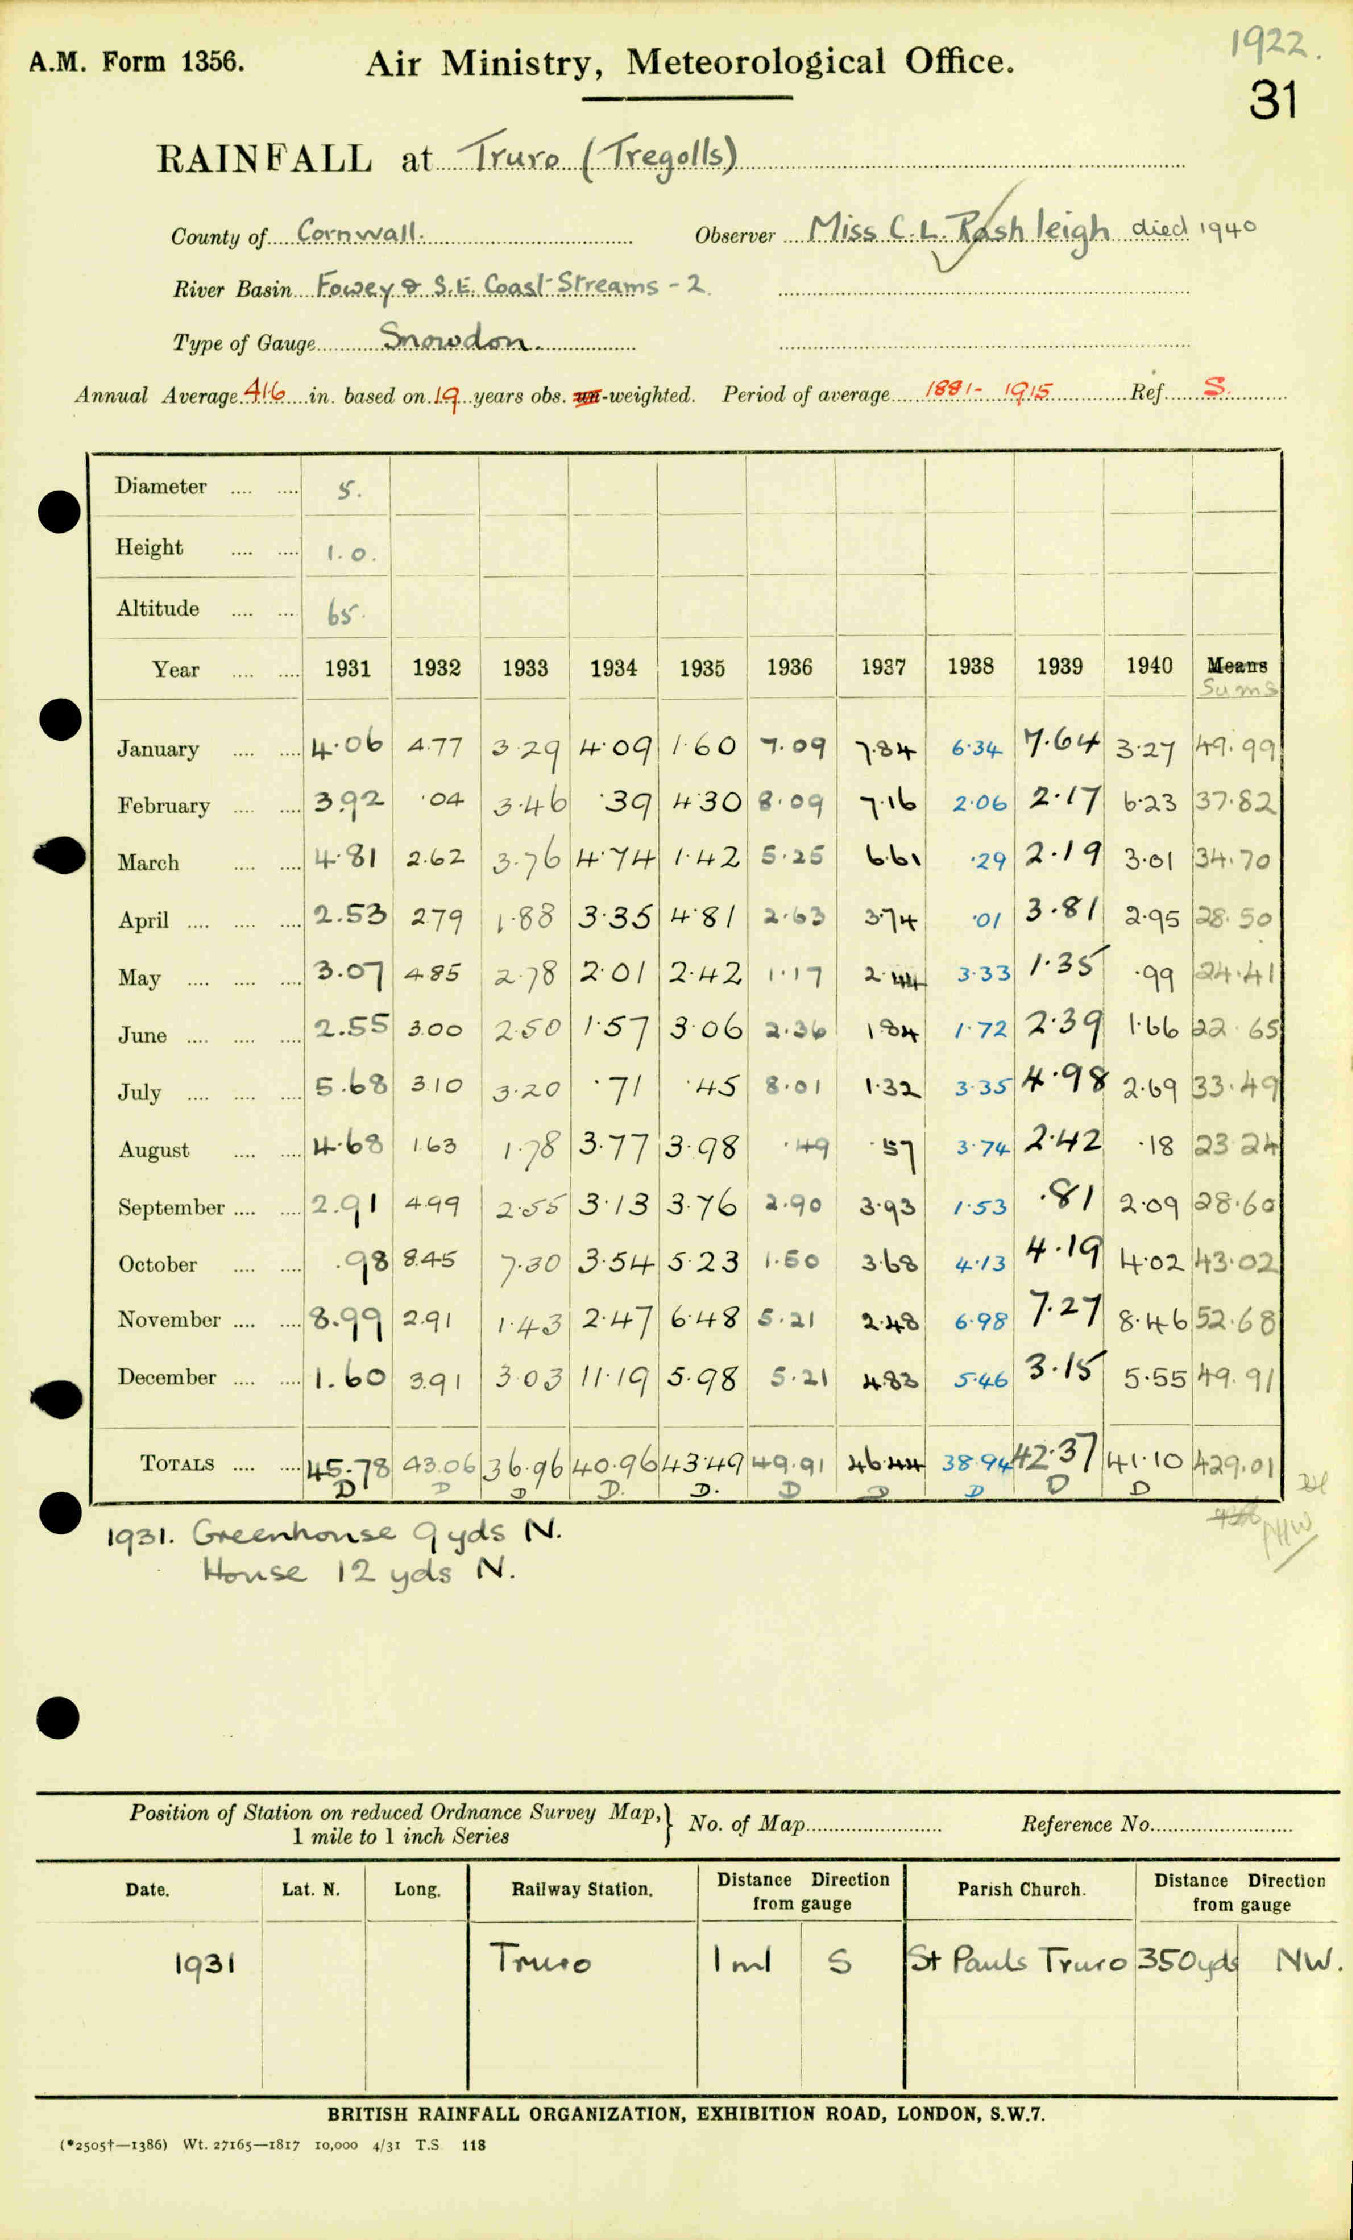 1922.
A.M. Form 1356. Air Ministry, Meteorological Office.
31
RAINFALL at Truro (Tregolls)
County of Cornwall. Observer Miss C.L. Rashleigh died 1940
River Basin Fowey & S.E. Coast Streams - 2.
Type of Gauge Snowdon.
Annual Average 41.6 in. based on 19 years obs. un-weighted. Period of average 1881- 1915 Ref. S.
Diameter .... .... 5.
Height .... .... 1.0.
Altitude .... .... 65.
Year .... .... 1931 1932 1933 1934 1935 1936 1937 1938 1939 1940 Means
Sums
January .... .... 4.06 4.77 3.29 4.09 1.60 7.09 7.84 6.34 7.64 3.27 49.99
February .... .... 3.92 .04 3.46 .39 4.30 8.09 7.16 2.06 2.17 6.23 37.82
March .... .... 4.81 2.62 3.76 4.74 1.42 5.25 6.61 .29 2.19 3.01 34.70
April .... .... .... 2.53 2.79 1.88 3.35 4.81 2.63 3.74 .01 3.81 2.95 28.50
May .... .... .... 3.07 4.85 2.78 2.01 2.42 1.17 2.44 3.33 1.35 .99 24.41
June .... .... .... 2.55 3.00 2.50 1.57 3.06 2.36 1.84 1.72 2.39 1.66 22.65
July .... .... .... 5.68 3.10 3.20 .71 .45 8.01 1.32 3.35 4.98 2.69 33.49
August .... .... 4.68 1.63 1.78 3.77 3.98 .49 .57 3.74 2.42 .18 23.24
September .... .... 2.91 4.99 2.55 3.13 3.76 2.90 3.93 1.53 .81 2.09 28.60
October .... .... .98 8.45 7.30 3.54 5.23 1.50 3.68 4.13 4.19 4.02 43.02
November .... .... 8.99 2.91 1.43 2.47 6.48 5.21 2.48 6.98 7.27 8.46 52.68
December .... .... 1.60 3.91 3.03 11.19 5.98 5.21 4.83 5.46 3.15 5.55 49.91
TOTALS .... .... 45.78 43.06 36.96 40.96 43.49 49.91 46.44 38.94 42.37 41.10 429.01
D D D D. D. D D D D D
1931. Greenhouse 9 yds N.
House 12 yds N.
Position of Station on reduced Ordnance Survey Map, 1 mile to 1 inch Series } No. of Map Reference No.
Date. Lat. N. Long. Railway Station. Distance Direction from gauge Parish Church. Distance Direction from gauge
1931 Truro 1 ml S St Pauls Truro 350yds NW.
BRITISH RAINFALL ORGANIZATION, EXHIBITION ROAD, LONDON, S.W.7.
(*2505†—1386) Wt. 27165—1817 10,000 4/31 T.S. 118